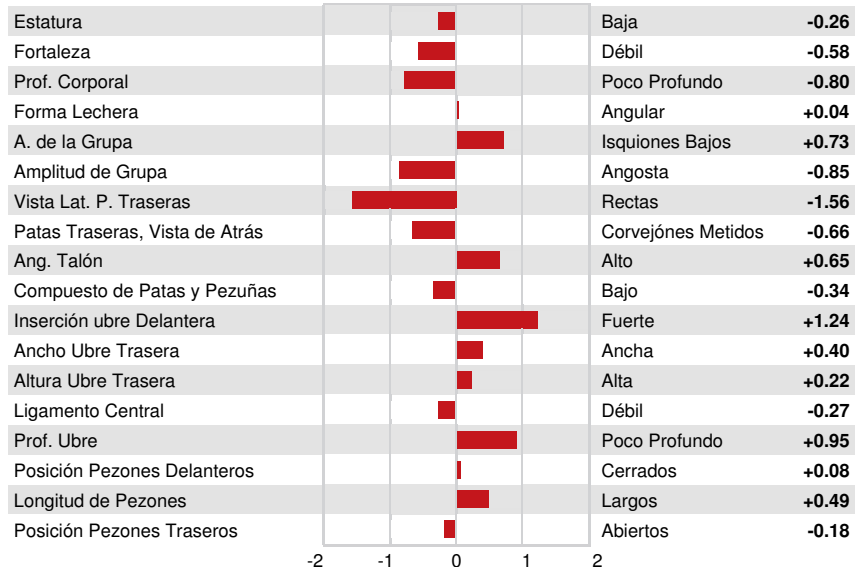 Estatura Baja -0.26
Fortaleza Débil -0.58
Prof. Corporal Poco Profundo -0.80
Forma Lechera Angular +0.04
A. de la Grupa Isquiones Bajos +0.73
Amplitud de Grupa Angosta -0.85
Vista Lat. P. Traseras Rectas -1.56
Patas Traseras, Vista de Atrás Corvejónes Metidos -0.66
Ang. Talón Alto +0.65
Compuesto de Patas y Pezuñas Bajo -0.34
Inserción ubre Delantera Fuerte +1.24
Ancho Ubre Trasera Ancha +0.40
Altura Ubre Trasera Alta +0.22
Ligamento Central Débil -0.27
Prof. Ubre Poco Profundo +0.95
Posición Pezones Delanteros Cerrados +0.08
Longitud de Pezones Largos +0.49
Posición Pezones Traseros Abiertos -0.18
-2 -1 0 1 2